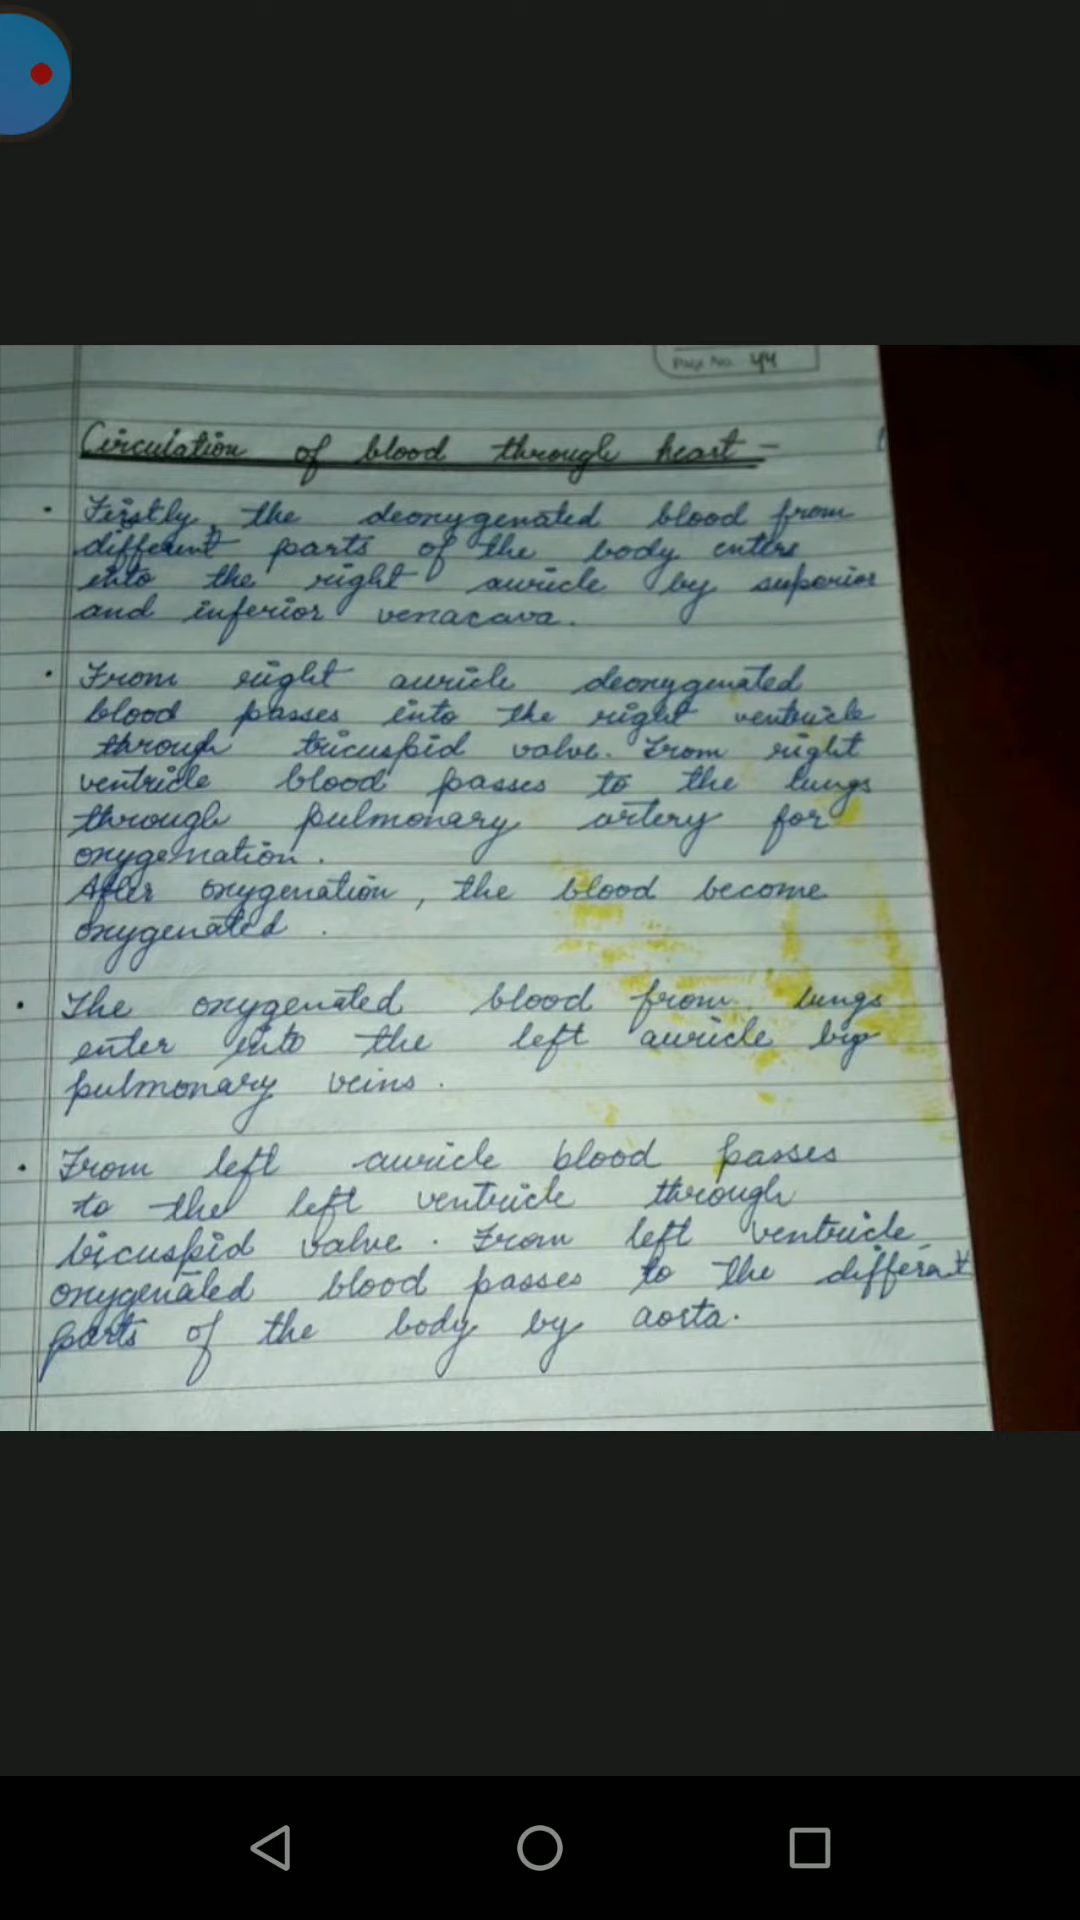 Page No. 44
Circulation of blood through heart -
• Firstly, the deoxygenated blood from
different parts of the body enters
into the right auricle by superior
and inferior venacava.
• From right auricle deoxygenated
blood passes into the right ventricle
through tricuspid valve. From right
ventricle blood passes to the lungs
through pulmonary artery for
oxygenation.
After oxygenation, the blood become
oxygenated.
• The oxygenated blood from lungs
enter into the left auricle by
pulmonary veins.
• From left auricle blood passes
to the left ventricle through
bicuspid valve. From left ventricle
oxygenated blood passes to the different
parts of the body by aorta.